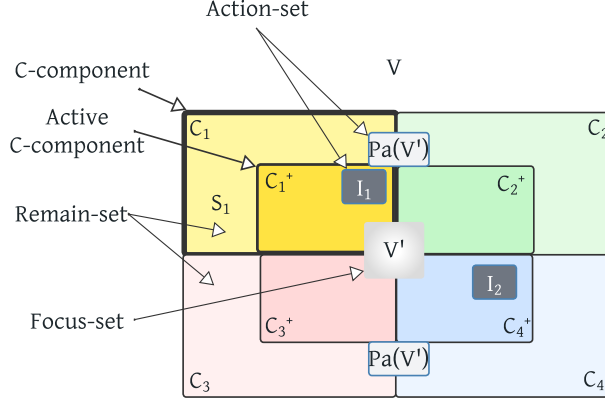 Action-set
V
C-component
Active
C-component
C₁
C₂
Pa(V')
C₁⁺
I₁
C₂⁺
S₁
Remain-set
V'
I₂
Focus-set
C₃⁺
C₄⁺
Pa(V')
C₃
C₄